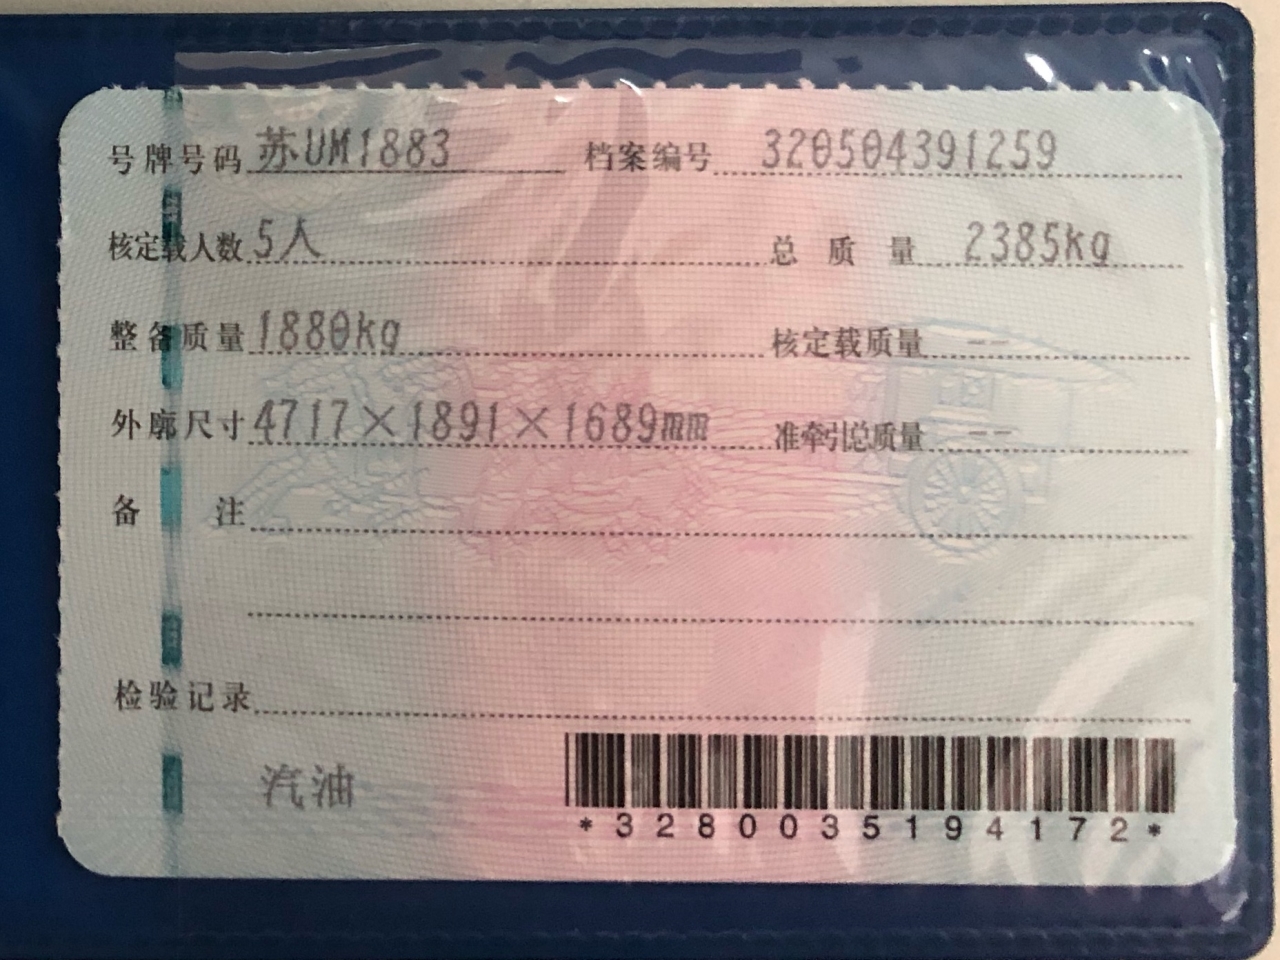 号牌号码 苏UM1883 档案编号 320504391259
核定载人数 5人 总质量 2385kg
整备质量 1880kg 核定载质量 --
外廓尺寸 4717×1891×1689mm 准牵引总质量 --
备注
检验记录
汽油
*3280035194172*